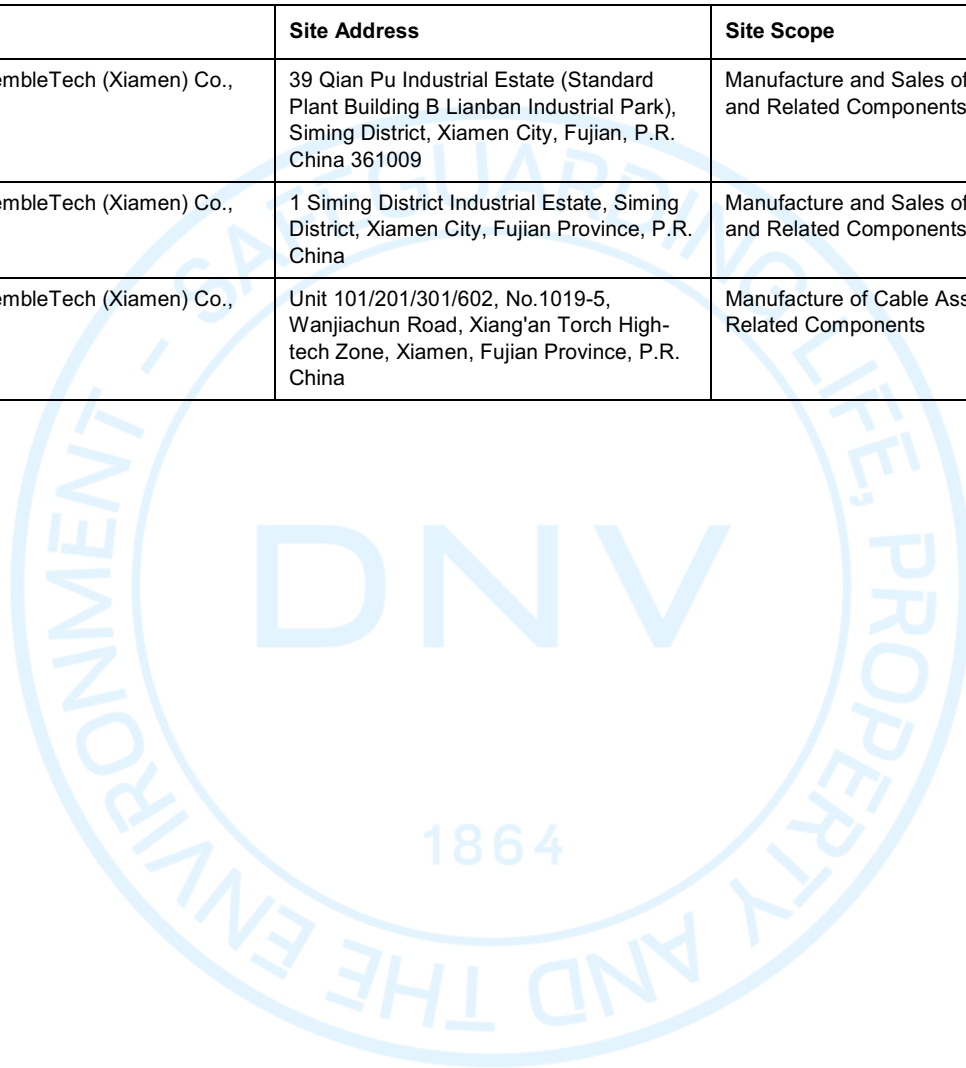 Site Address Site Scope
embleTech (Xiamen) Co., 39 Qian Pu Industrial Estate (Standard Manufacture and Sales of
Plant Building B Lianban Industrial Park), and Related Components
Siming District, Xiamen City, Fujian, P.R.
China 361009
embleTech (Xiamen) Co., 1 Siming District Industrial Estate, Siming Manufacture and Sales of
District, Xiamen City, Fujian Province, P.R. and Related Components
China
embleTech (Xiamen) Co., Unit 101/201/301/602, No.1019-5, Manufacture of Cable Ass
Wanjiachun Road, Xiang'an Torch High- Related Components
tech Zone, Xiamen, Fujian Province, P.R.
China
SAFEGUARDING LIFE, PROPERTY AND THE ENVIRONMENT -
DNV
1864